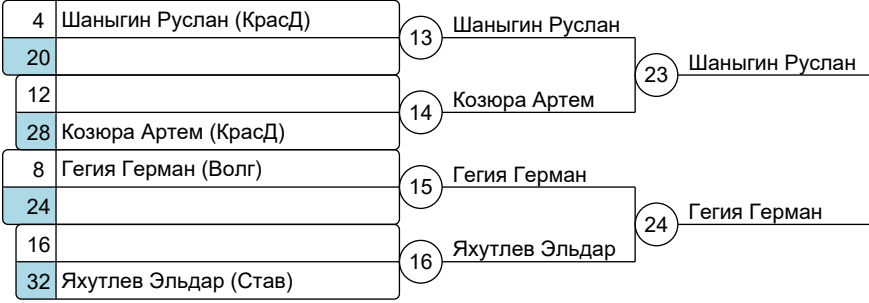 4 Шаныгин Руслан (КрасД)
20
13 Шаныгин Руслан
12
28 Козюра Артем (КрасД)
14 Козюра Артем
23 Шаныгин Руслан
8 Гегия Герман (Волг)
24
15 Гегия Герман
16
32 Яхутлев Эльдар (Став)
16 Яхутлев Эльдар
24 Гегия Герман